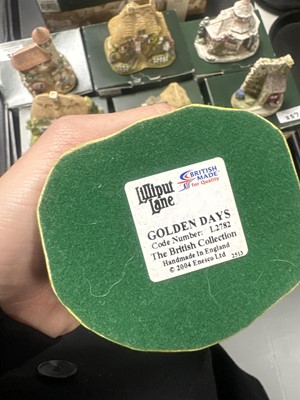 Lilliput
Lane
BRITISH
MADE
for Quality
GOLDEN DAYS
Code Number: L2782
The British Collection
Handmade in England
© 2004 Enesco Ltd
2513